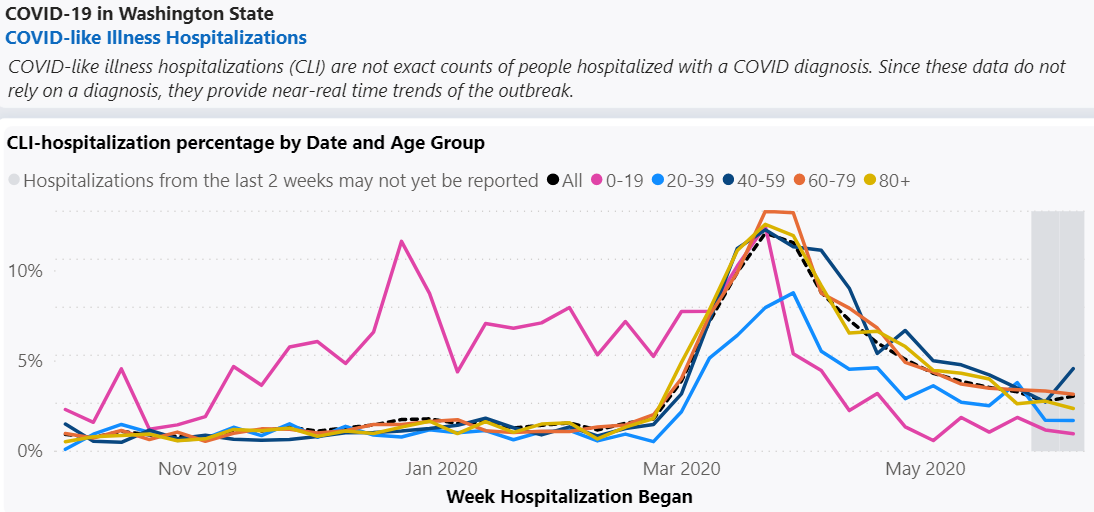 COVID-19 in Washington State
COVID-like Illness Hospitalizations
COVID-like illness hospitalizations (CLI) are not exact counts of people hospitalized with a COVID diagnosis. Since these data do not
rely on a diagnosis, they provide near-real time trends of the outbreak.
CLI-hospitalization percentage by Date and Age Group
Hospitalizations from the last 2 weeks may not yet be reported All 0-19 20-39 40-59 60-79 80+
10%
5%
0%
Nov 2019 Jan 2020 Mar 2020 May 2020
Week Hospitalization Began